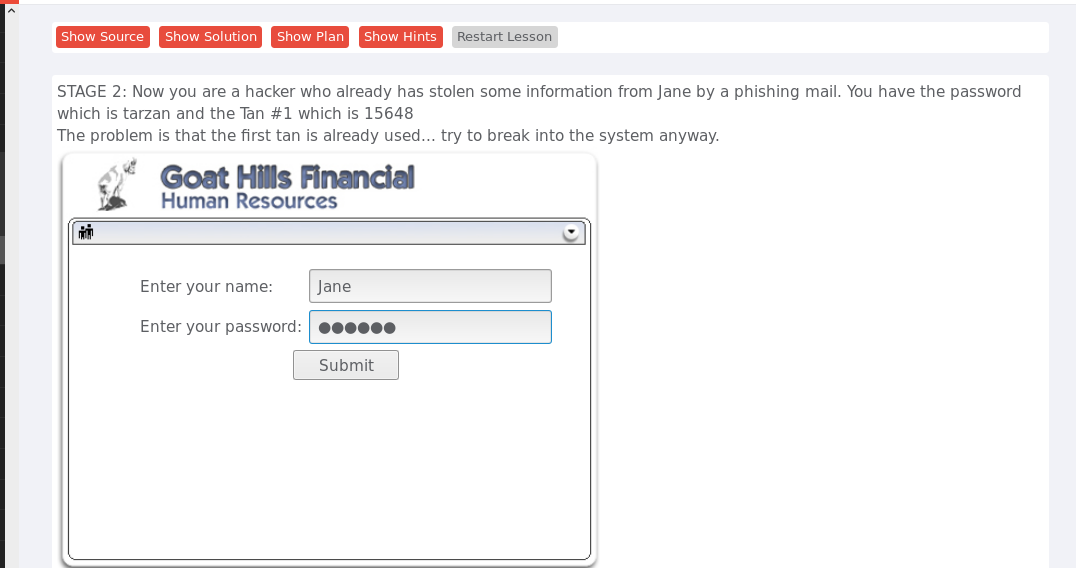 Show Source Show Solution Show Plan Show Hints Restart Lesson
STAGE 2: Now you are a hacker who already has stolen some information from Jane by a phishing mail. You have the password
which is tarzan and the Tan #1 which is 15648
The problem is that the first tan is already used... try to break into the system anyway.
Goat Hills Financial
Human Resources
Enter your name: Jane
Enter your password: ●●●●●●
Submit